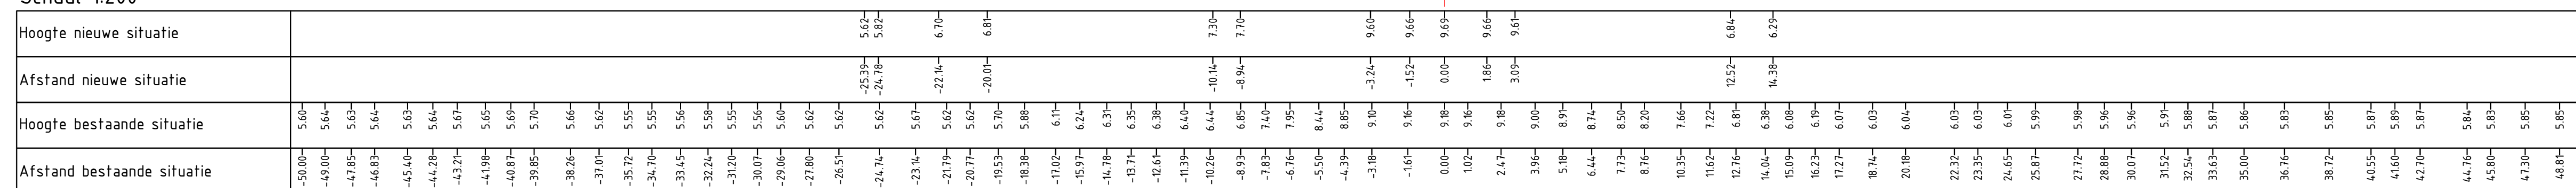 Hoogte nieuwe situatie 5.62 5.82 6.70 6.81 7.30 7.70 9.60 9.66 9.69 9.66 9.61 6.84 6.29
Afstand nieuwe situatie -25.39 -24.78 -22.14 -20.01 -10.14 -8.94 -3.24 -1.52 0.00 1.86 3.09 12.52 14.38
Hoogte bestaande situatie 5.60 5.64 5.63 5.64 5.63 5.64 5.67 5.65 5.69 5.70 5.66 5.62 5.55 5.55 5.56 5.58 5.55 5.56 5.60 5.62 5.62 5.62 5.67 5.62 5.62 5.70 5.88 6.11 6.24 6.31 6.35 6.38 6.40 6.44 6.85 7.40 7.95 8.44 8.85 9.10 9.16 9.18 9.16 9.18 9.00 8.91 8.74 8.50 8.20 7.66 7.22 6.81 6.38 6.08 6.19 6.07 6.03 6.04 6.03 6.03 6.01 5.99 5.98 5.96 5.96 5.91 5.88 5.87 5.86 5.83 5.85 5.87 5.89 5.87 5.84 5.83 5.85 5.85
Afstand bestaande situatie -50.00 -49.00 -47.85 -46.83 -45.40 -44.28 -43.21 -41.98 -40.87 -39.85 -38.26 -37.01 -35.72 -34.70 -33.45 -32.24 -31.20 -30.07 -29.06 -27.80 -26.51 -24.74 -23.14 -21.79 -20.77 -19.53 -18.38 -17.02 -15.97 -14.78 -13.71 -12.61 -11.39 -10.26 -8.93 -7.83 -6.76 -5.50 -4.39 -3.18 -1.61 0.00 1.02 2.47 3.96 5.18 6.44 7.73 8.76 10.35 11.62 12.76 14.04 15.09 16.23 17.27 18.74 20.18 22.32 23.35 24.65 25.87 27.72 28.88 30.07 31.52 32.54 33.63 35.00 36.76 38.72 40.55 41.60 42.70 44.76 45.80 47.30 48.81